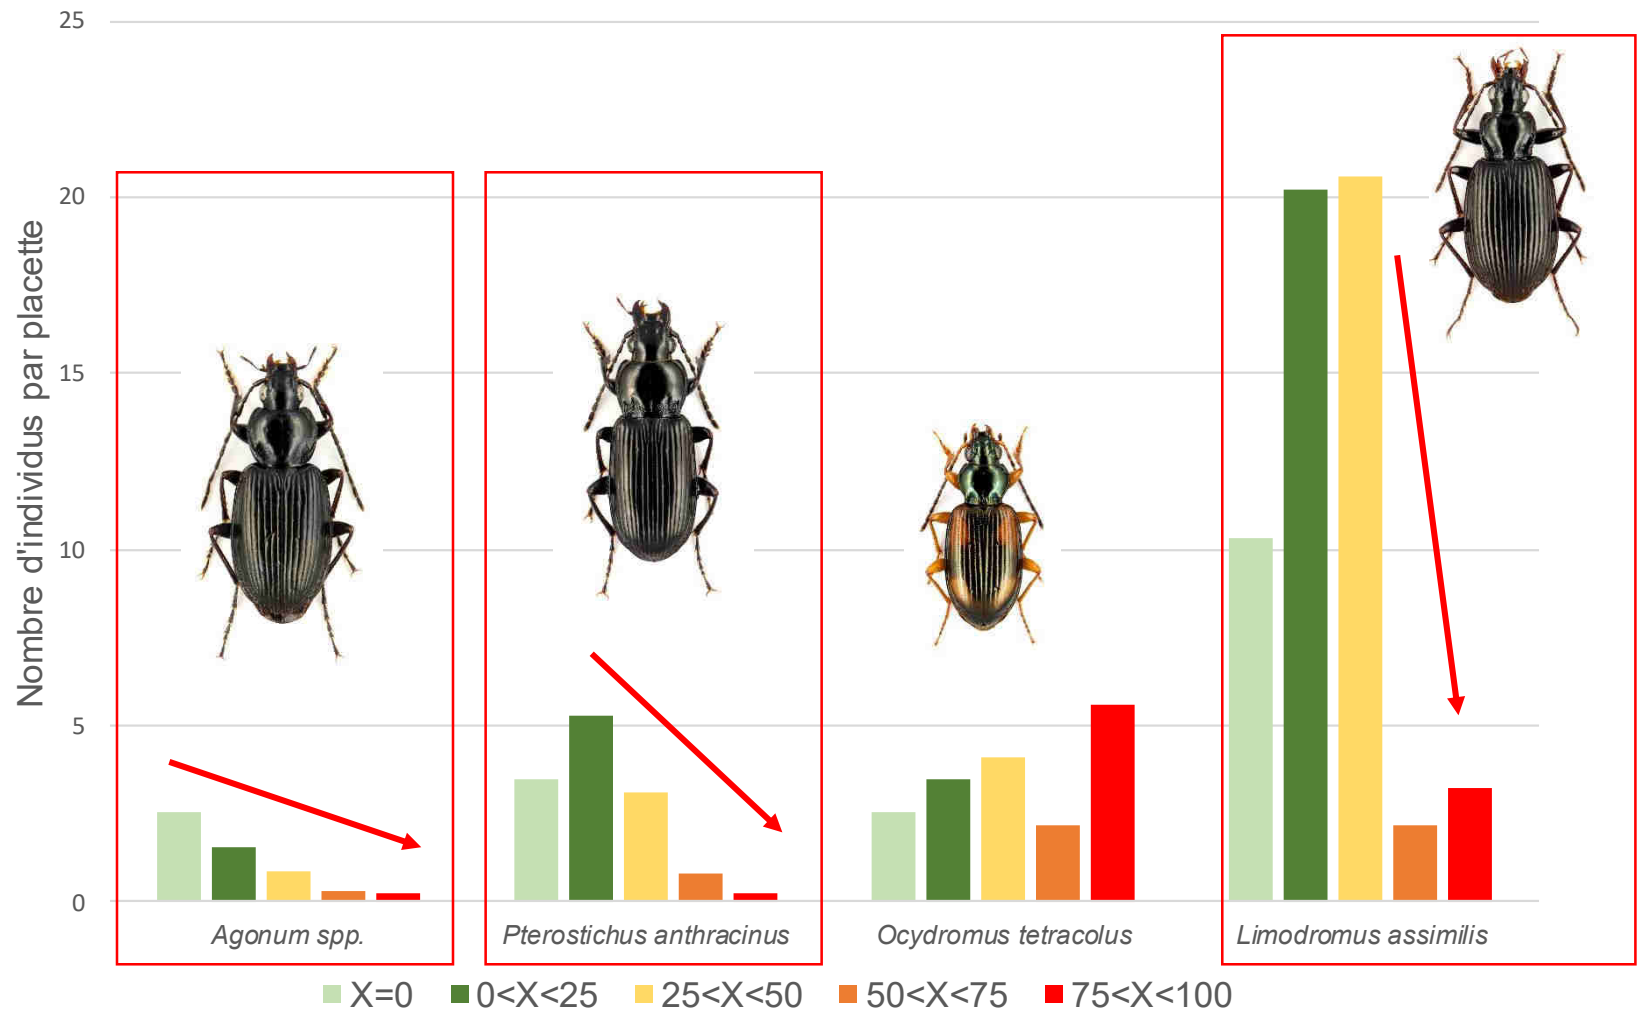 25
20
15
10
5
0
Nombre d'individus par placette
Agonum spp.
Pterostichus anthracinus
Ocydromus tetracolus
Limodromus assimilis
X=0
0<X<25
25<X<50
50<X<75
75<X<100